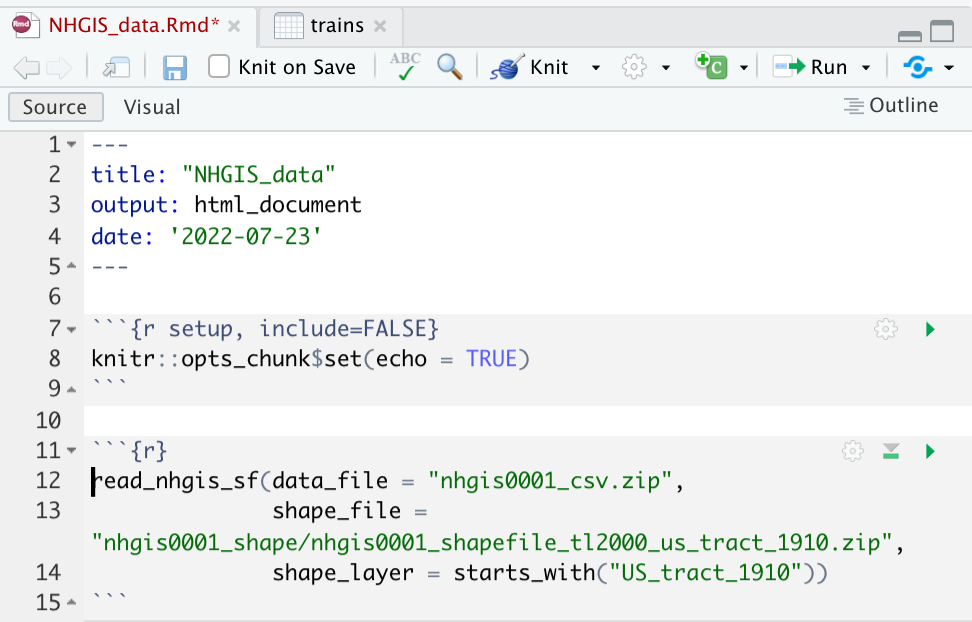 Rmd NHGIS_data.Rmd* × trains ×
Knit on Save ABC Knit C Run
Source Visual Outline
1 ---
2 title: "NHGIS_data"
3 output: html_document
4 date: '2022-07-23'
5 ---
6
7 ```{r setup, include=FALSE}
8 knitr::opts_chunk$set(echo = TRUE)
9 ```
10
11 ```{r}
12 read_nhgis_sf(data_file = "nhgis0001_csv.zip",
13 shape_file =
"nhgis0001_shape/nhgis0001_shapefile_tl2000_us_tract_1910.zip",
14 shape_layer = starts_with("US_tract_1910"))
15 ```